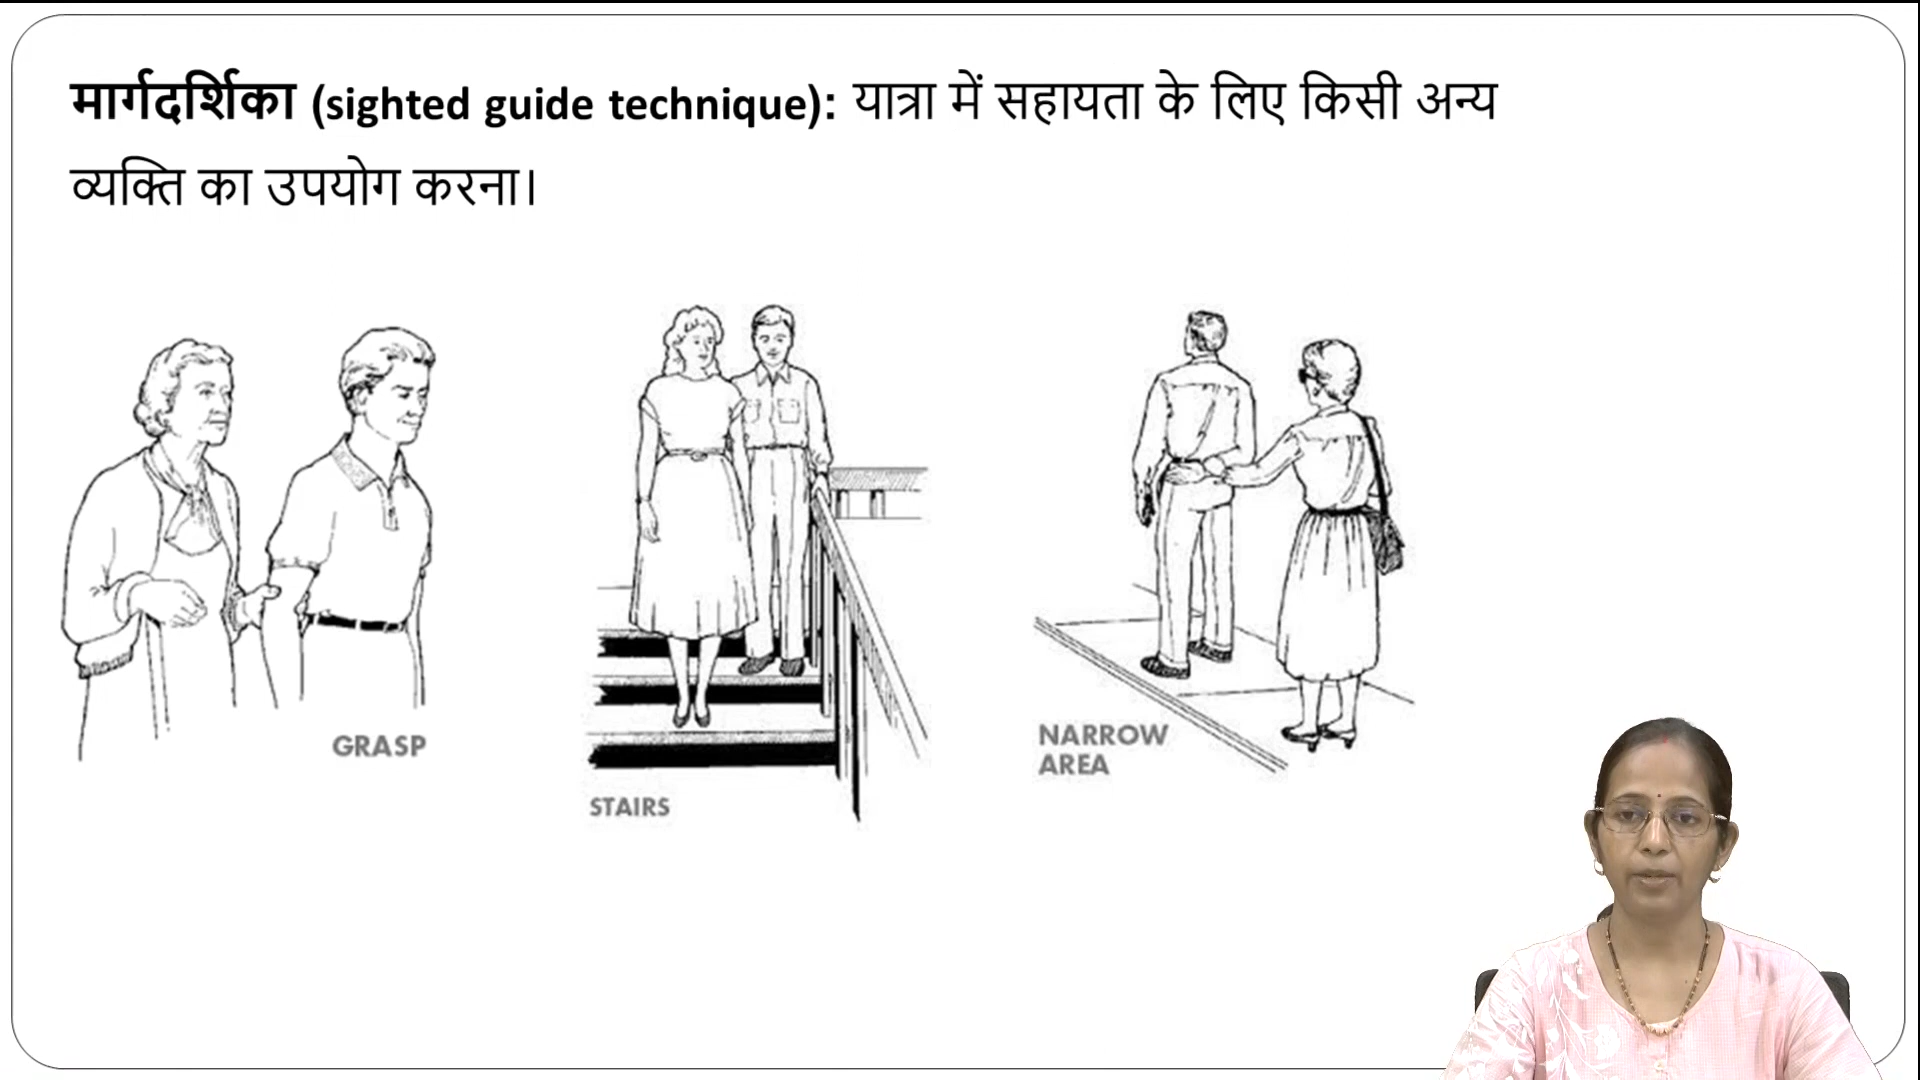 मार्गदर्शिका (sighted guide technique): यात्रा में सहायता के लिए किसी अन्य
व्यक्ति का उपयोग करना।
GRASP
STAIRS
NARROW
AREA